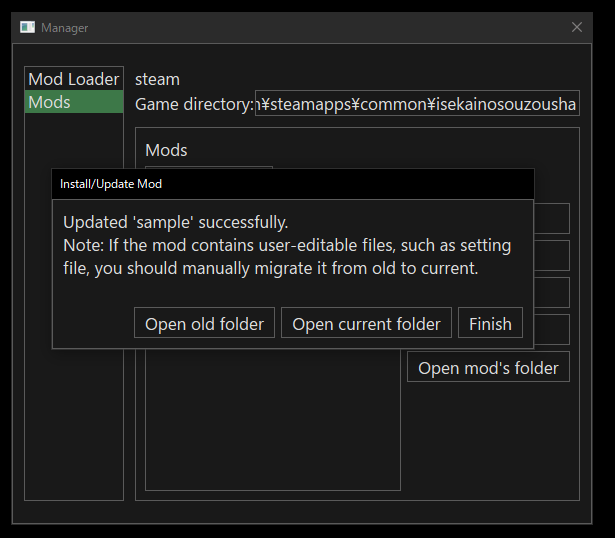 Manager
Mod Loader
Mods
steam
Game directory:
¥steamapps¥common¥isekainosouzousha
Mods
Install/Update Mod
Updated 'sample' successfully.
Note: If the mod contains user-editable files, such as setting
file, you should manually migrate it from old to current.
Open old folder
Open current folder
Finish
Open mod's folder